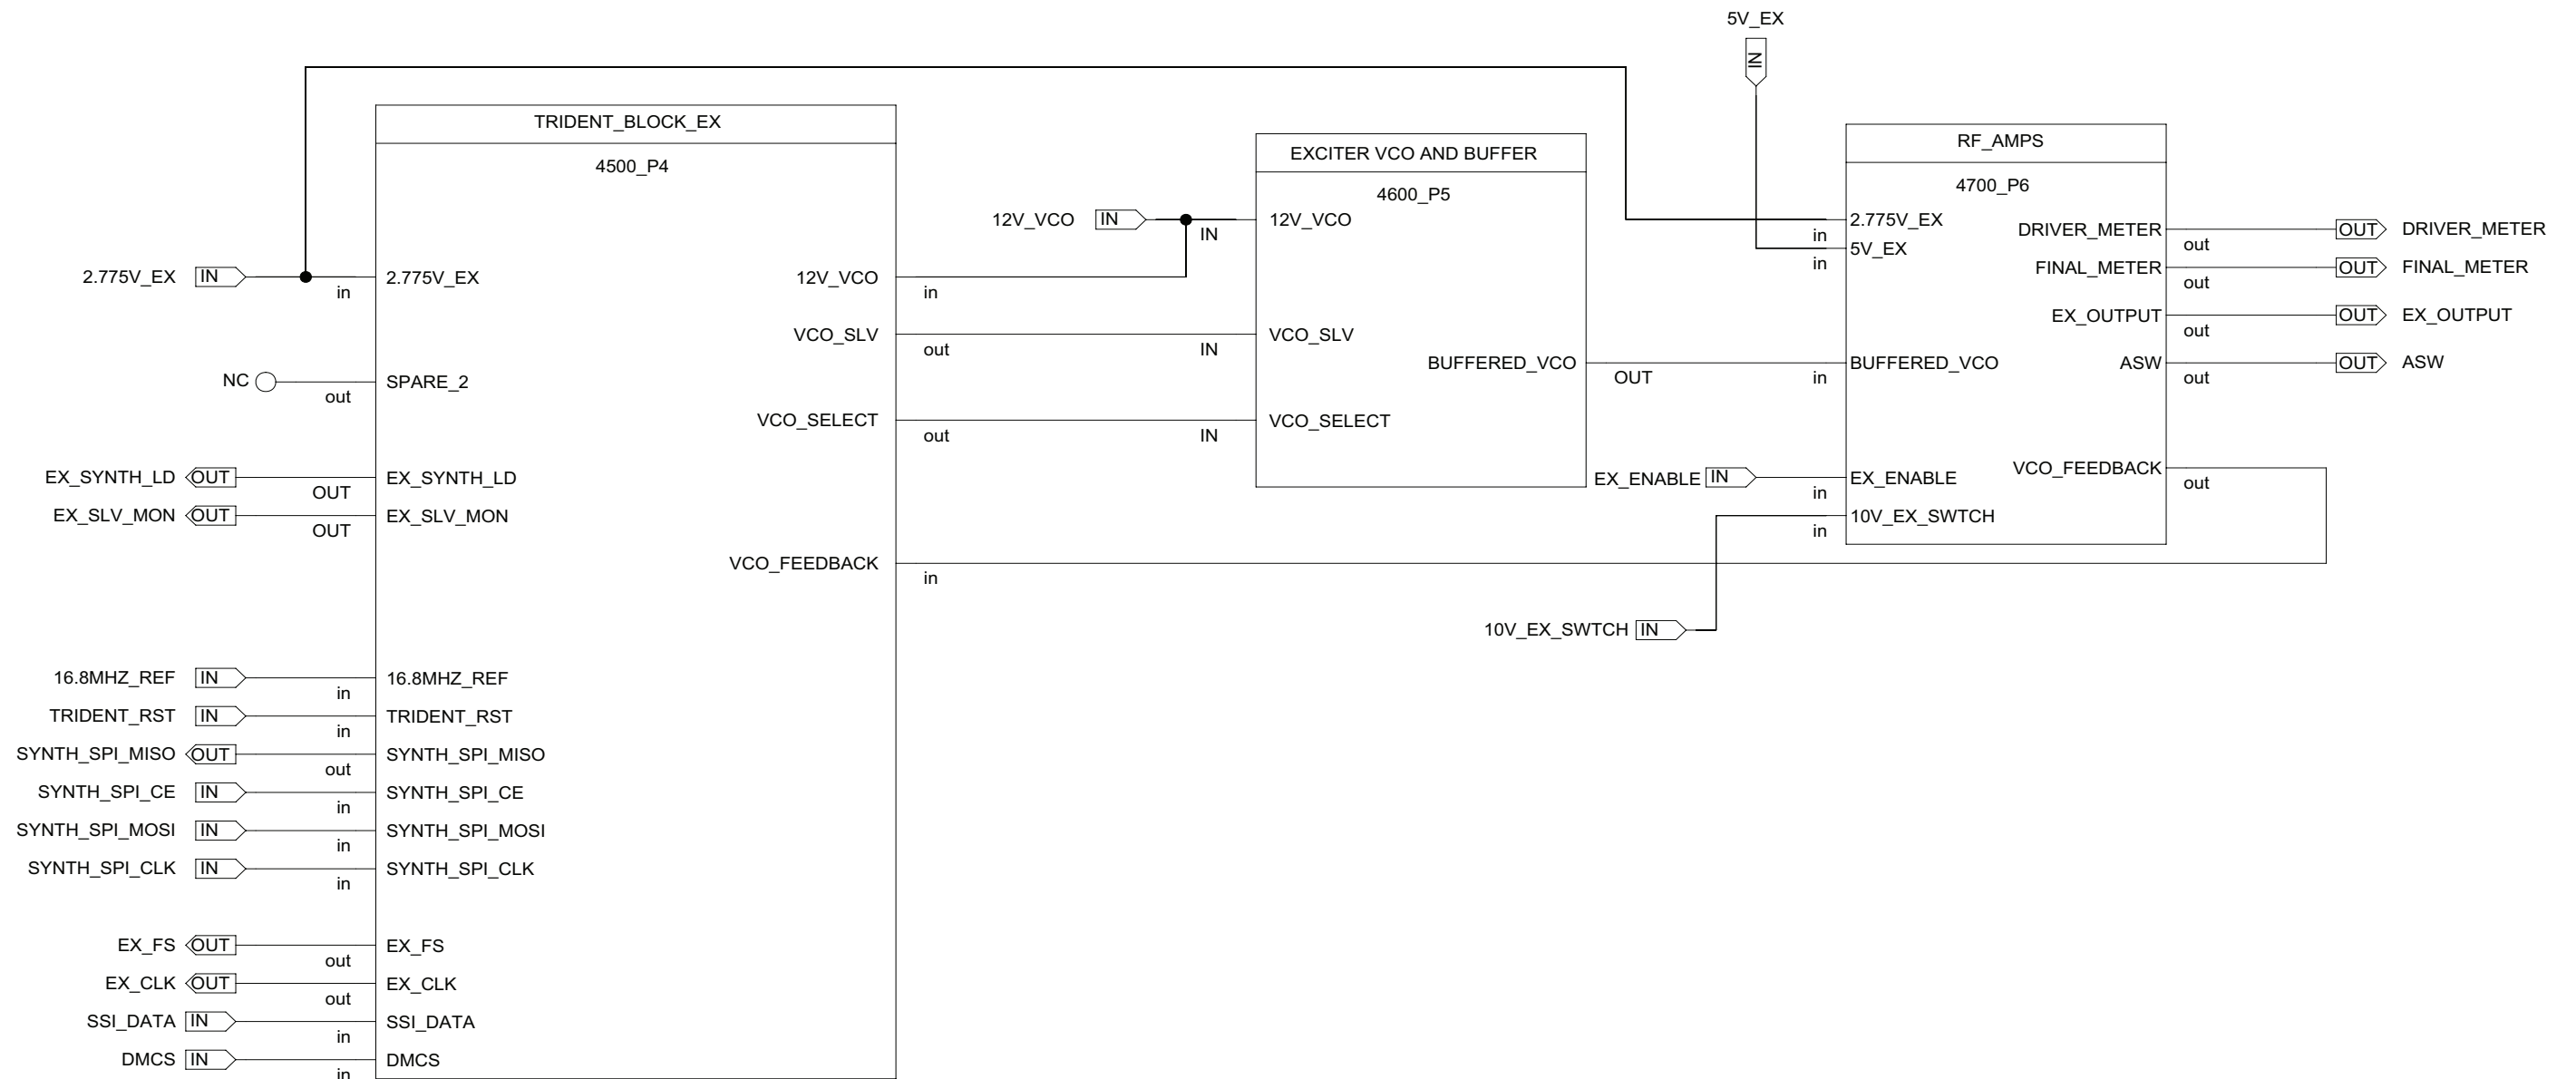 5V_EX
IN
TRIDENT_BLOCK_EX
4500_P4
2.775V_EX IN in 2.775V_EX
NC out SPARE_2
EX_SYNTH_LD OUT OUT EX_SYNTH_LD
EX_SLV_MON OUT OUT EX_SLV_MON
16.8MHZ_REF IN in 16.8MHZ_REF
TRIDENT_RST IN in TRIDENT_RST
SYNTH_SPI_MISO OUT out SYNTH_SPI_MISO
SYNTH_SPI_CE IN in SYNTH_SPI_CE
SYNTH_SPI_MOSI IN in SYNTH_SPI_MOSI
SYNTH_SPI_CLK IN in SYNTH_SPI_CLK
EX_FS OUT out EX_FS
EX_CLK OUT out EX_CLK
SSI_DATA IN in SSI_DATA
DMCS IN in DMCS
12V_VCO in
VCO_SLV out
VCO_SELECT out
VCO_FEEDBACK in
EXCITER VCO AND BUFFER
4600_P5
12V_VCO IN IN 12V_VCO
IN VCO_SLV
IN VCO_SELECT
BUFFERED_VCO OUT
RF_AMPS
4700_P6
in 2.775V_EX
in 5V_EX
in BUFFERED_VCO
EX_ENABLE IN in EX_ENABLE
in 10V_EX_SWTCH
10V_EX_SWTCH IN
DRIVER_METER out OUT DRIVER_METER
FINAL_METER out OUT FINAL_METER
EX_OUTPUT out OUT EX_OUTPUT
ASW out OUT ASW
VCO_FEEDBACK out